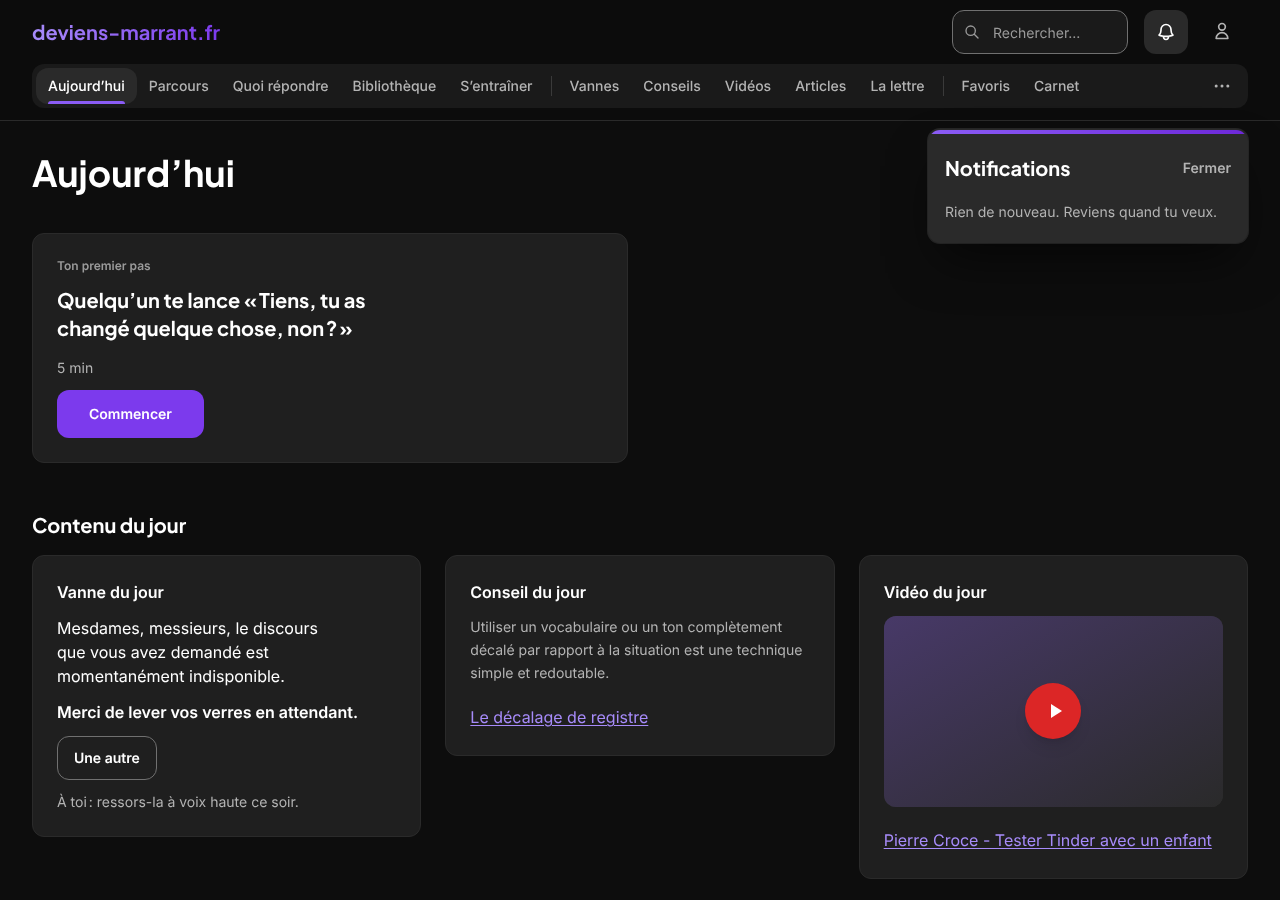 deviens-marrant.fr
Rechercher...
Aujourd’hui
Parcours
Quoi répondre
Bibliothèque
S’entraîner
Vannes
Conseils
Vidéos
Articles
La lettre
Favoris
Carnet
Aujourd’hui
Notifications
Fermer
Rien de nouveau. Reviens quand tu veux.
Ton premier pas
Quelqu’un te lance « Tiens, tu as
changé quelque chose, non ? »
5 min
Commencer
Contenu du jour
Vanne du jour
Mesdames, messieurs, le discours
que vous avez demandé est
momentanément indisponible.
Merci de lever vos verres en attendant.
Une autre
À toi : ressors-la à voix haute ce soir.
Conseil du jour
Utiliser un vocabulaire ou un ton complètement
décalé par rapport à la situation est une technique
simple et redoutable.
Le décalage de registre
Vidéo du jour
Pierre Croce - Tester Tinder avec un enfant